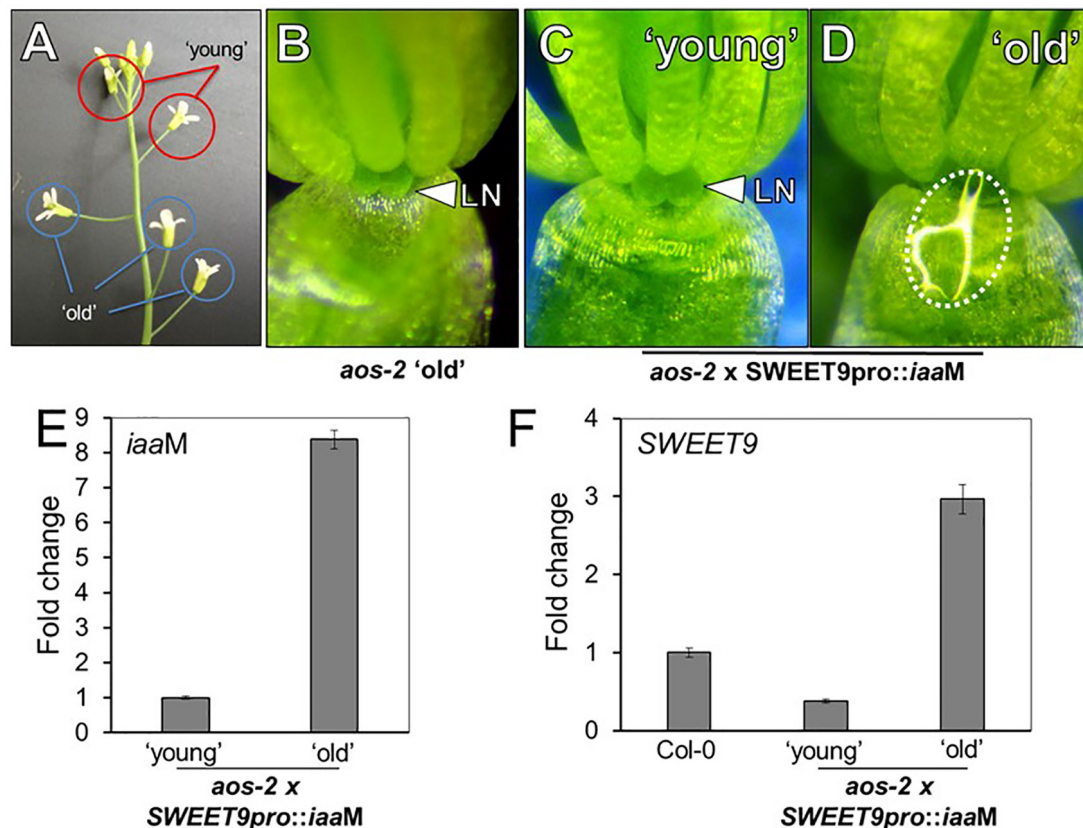 A
'young'
'old'
B
LN
aos-2 'old'
C
'young'
LN
D
'old'
aos-2 x SWEET9pro::iaaM
E
iaaM
Fold change
9
8
7
6
5
4
3
2
1
0
'young'
'old'
aos-2 x
SWEET9pro::iaaM
F
SWEET9
Fold change
4
3
2
1
0
Col-0
'young'
'old'
aos-2 x
SWEET9pro::iaaM